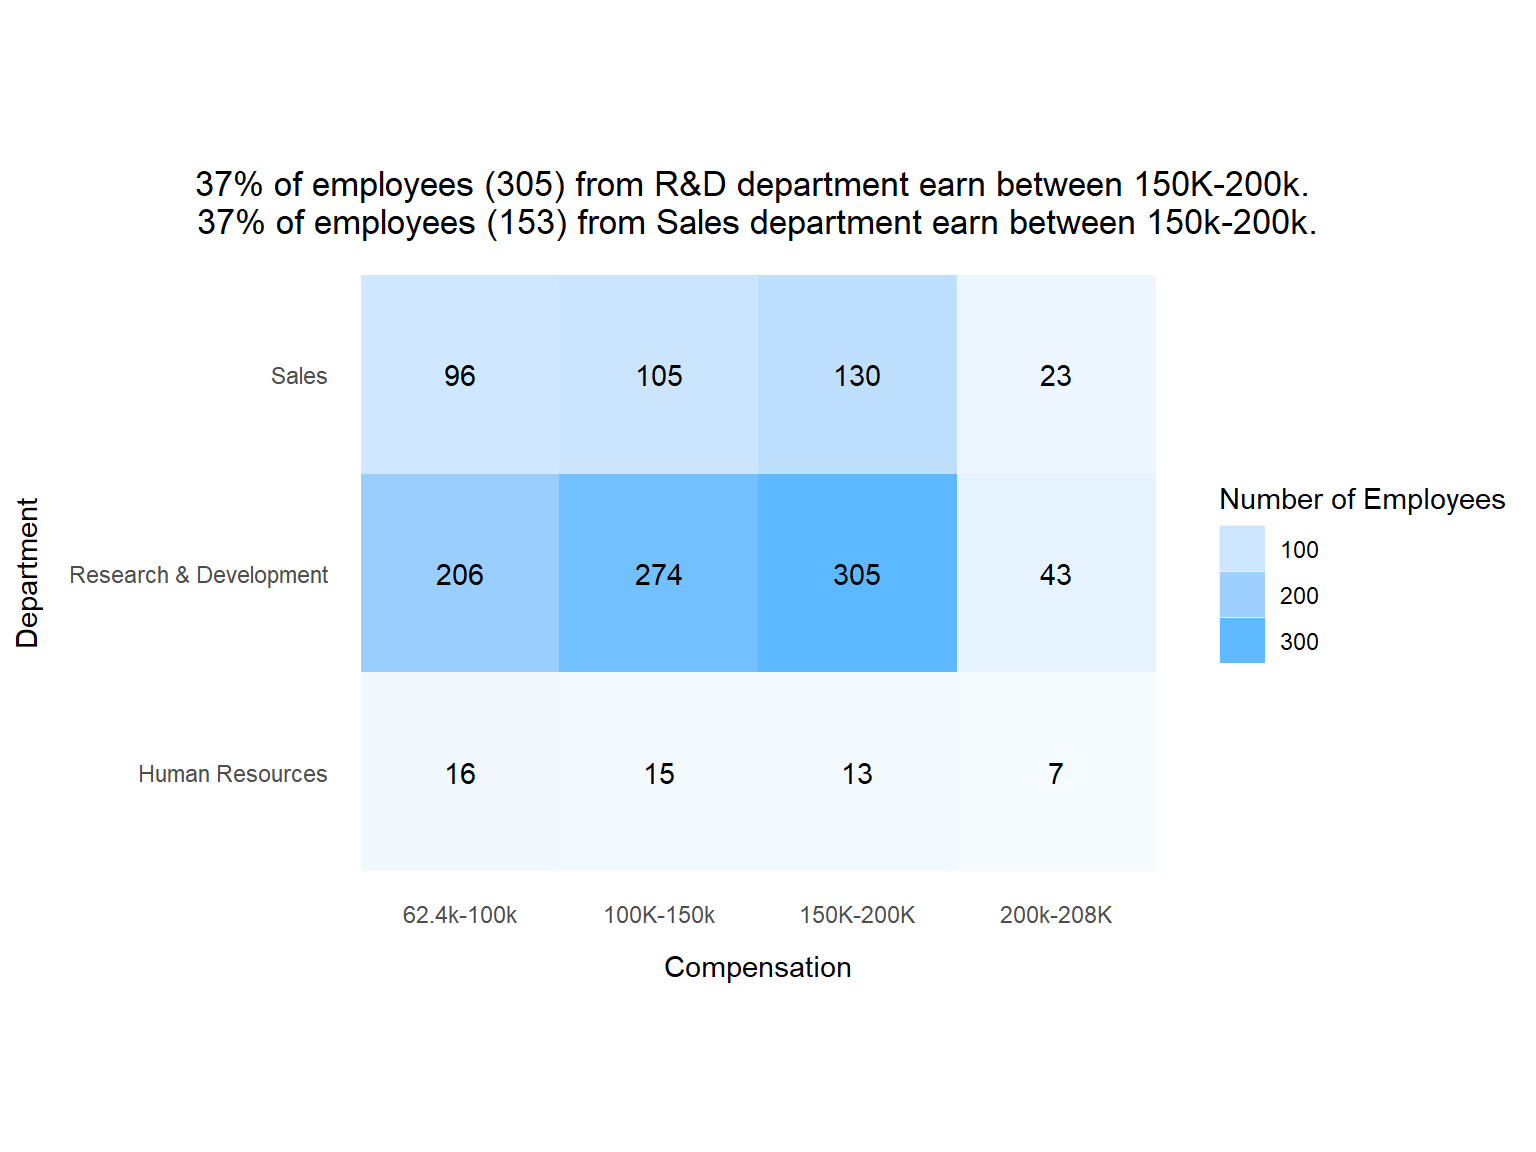 37% of employees (305) from R&D department earn between 150K-200k.
37% of employees (153) from Sales department earn between 150k-200k.
Sales
96
105
130
23
Research & Development
206
274
305
43
Human Resources
16
15
13
7
62.4k-100k
100K-150k
150K-200K
200k-208K
Compensation
Department
Number of Employees
100
200
300